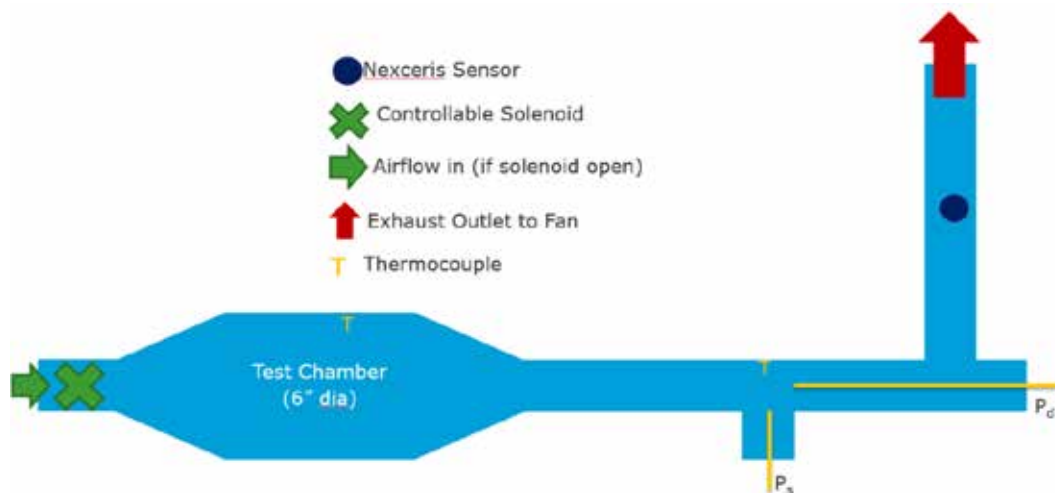 Nexceris Sensor
Controllable Solenoid
Airflow in (if solenoid open)
Exhaust Outlet to Fan
T Thermocouple
T
Test Chamber
(6” dia)
T
Pd
Ps